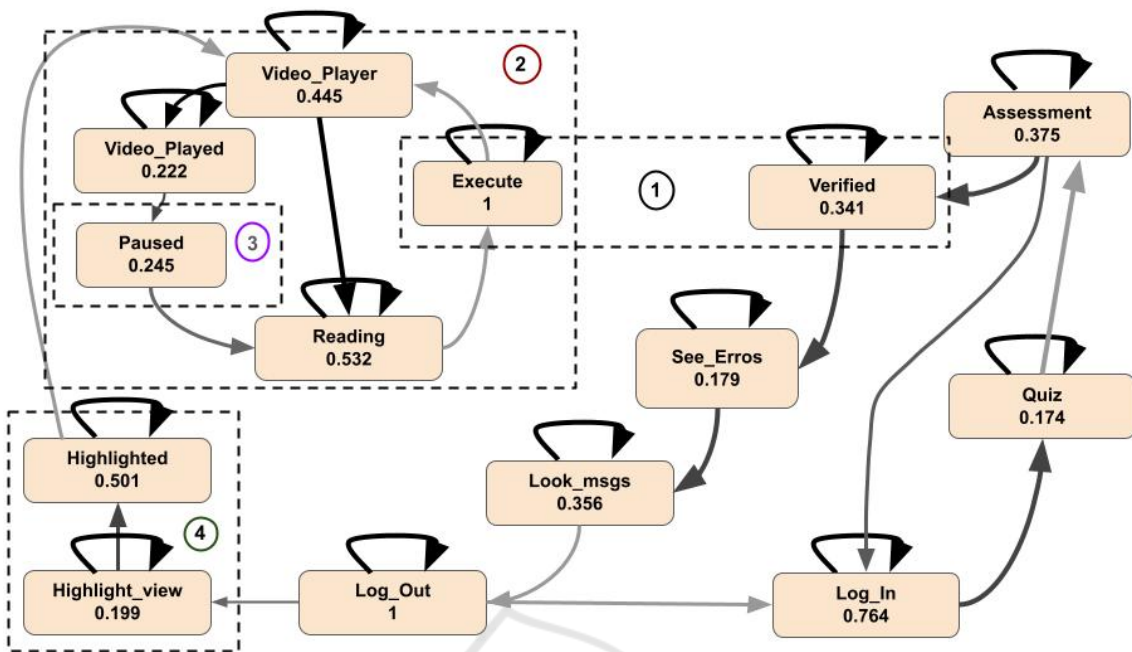 Video_Player
0.445
2
Assessment
0.375
Video_Played
0.222
Execute
1
1
Verified
0.341
Paused
0.245
3
Reading
0.532
See_Erros
0.179
Quiz
0.174
Highlighted
0.501
Look_msgs
0.356
4
Highlight_view
0.199
Log_Out
1
Log_In
0.764